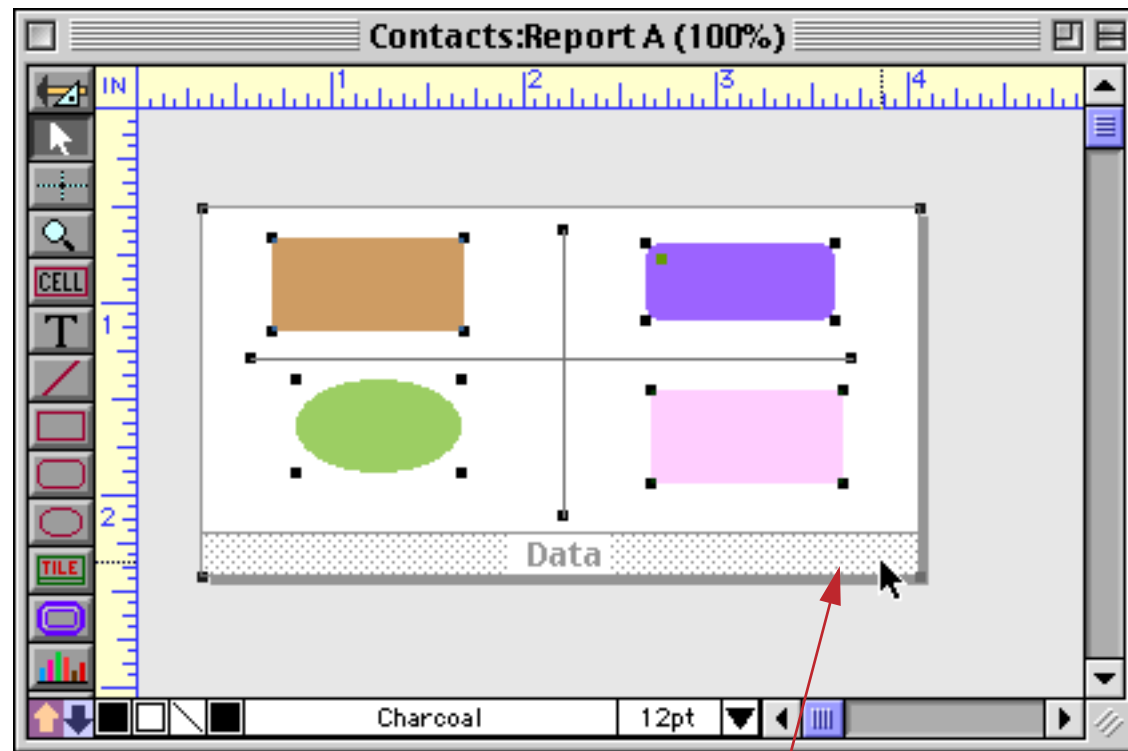 Contacts:Report A (100%)
IN 1 2 3 4
CELL
T
1
2
TILE
Data
Charcoal 12pt